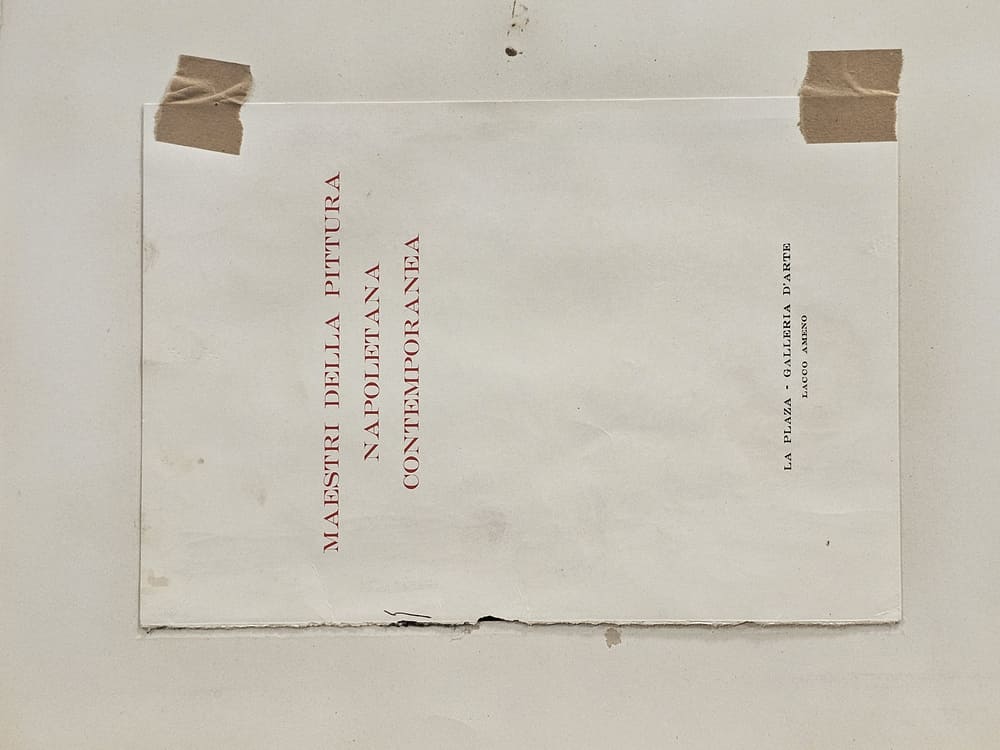 MAESTRI DELLA PITTURA
NAPOLETANA
CONTEMPORANEA
LA PLAZA - GALLERIA D'ARTE
LACCO AMENO